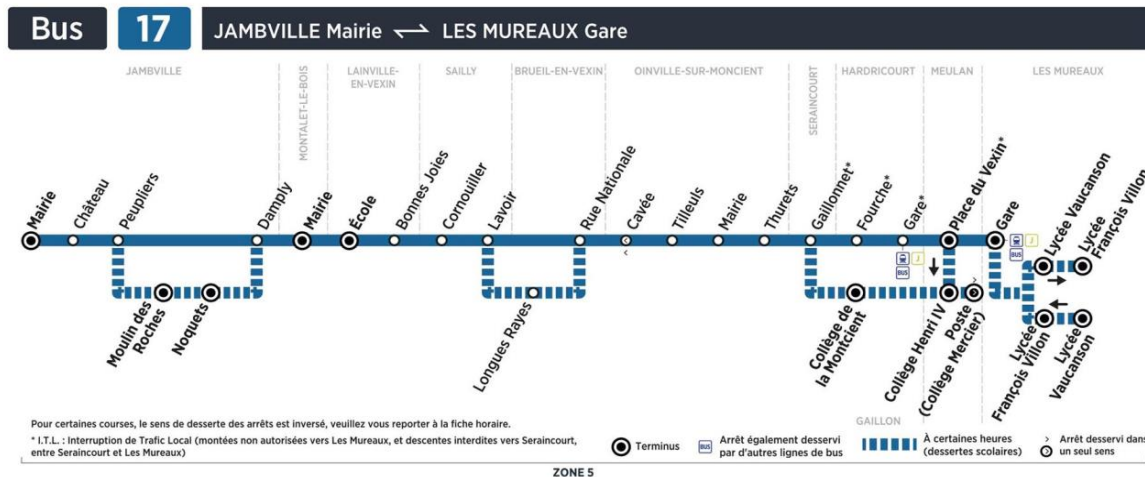 Bus 17 JAMBVILLE Mairie LES MUREAUX Gare
JAMBVILLE
MONTALET-LE-BOIS
LAINVILLE-
EN-VEXIN
SAILLY
BRUEIL-EN-VEXIN
OINVILLE-SUR-MONCIENT
SERAINCOURT
HARDRICOURT
MEULAN
LES MUREAUX
Mairie
Château
Peupliers
Damply
Mairie
École
Bonnes Joies
Cornouiller
Lavoir
Rue Nationale
Cavée
Tilleuls
Mairie
Thurets
Gaillonnet*
Fourche*
Gare*
Place du Vexin*
Gare
Lycée Vaucanson
Lycée
François Villon
J
BUS
J
BUS
Moulin des
Roches
Noquets
Longues Rayes
Collège de
la Montcient
Collège Henri IV
Poste
(Collège Mercier)
Lycée
François Villon
Lycée
Vaucanson
GAILLON
Pour certaines courses, le sens de desserte des arrêts est inversé, veuillez vous reporter à la fiche horaire.
* I.T.L. : Interruption de Trafic Local (montées non autorisées vers Les Mureaux, et descentes interdites vers Seraincourt,
entre Seraincourt et Les Mureaux)
Terminus
BUS
Arrêt également desservi
par d'autres lignes de bus
À certaines heures
(dessertes scolaires)
Arrêt desservi dans
un seul sens
ZONE 5